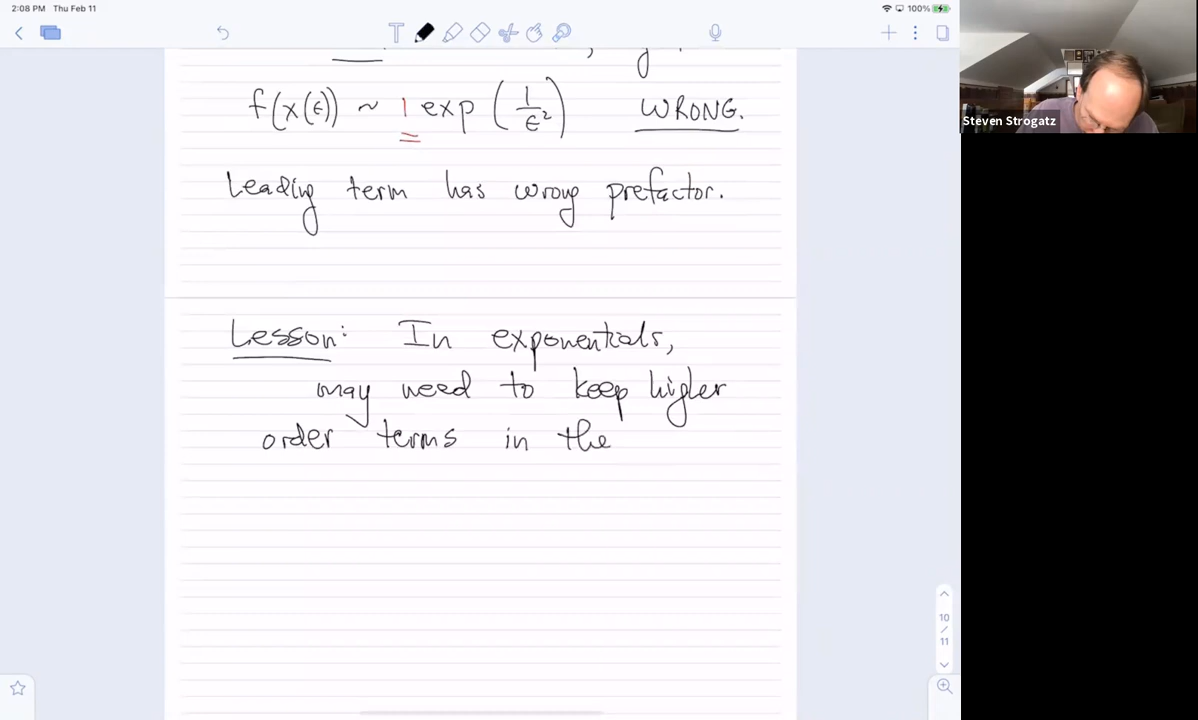 2:08 PM Thu Feb 11
100%
f(x(ϵ)) ~ 1 exp (1/ϵ²) WRONG.
Leading term has wrong prefactor.
Lesson: In exponentials,
may need to keep higher
order terms in the
Steven Strogatz
10
/
11